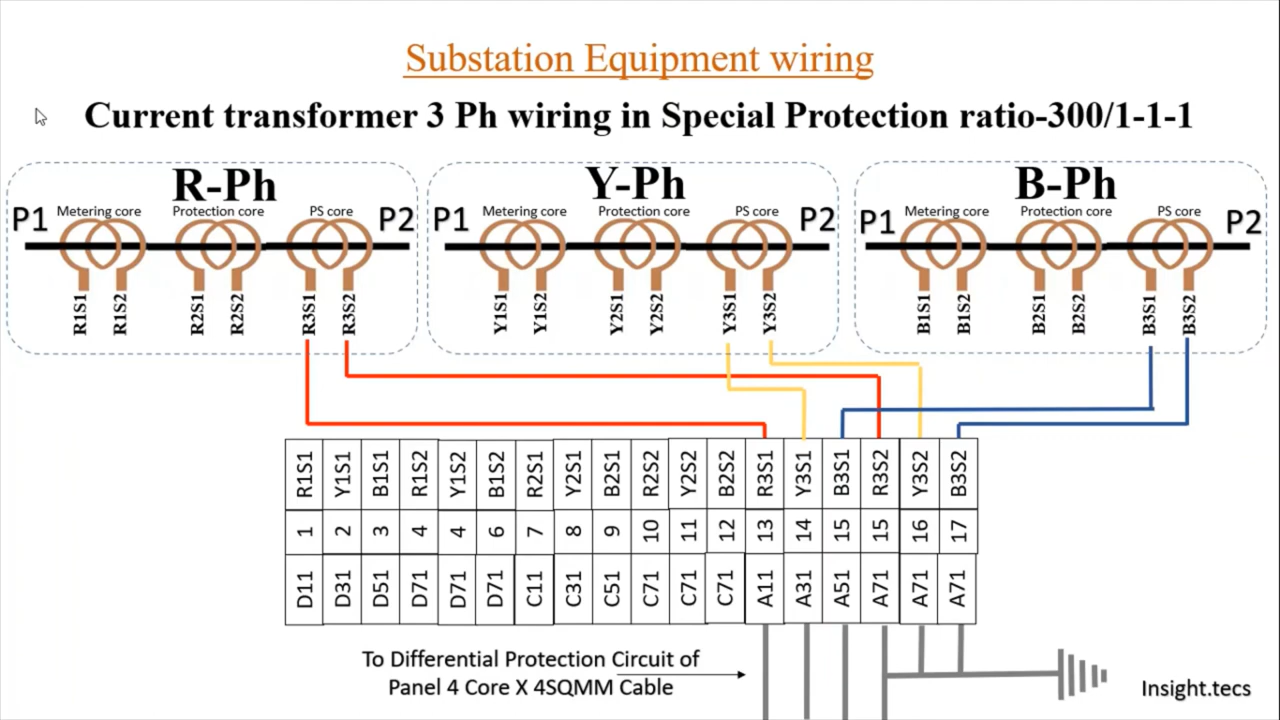 Substation Equipment wiring
Current transformer 3 Ph wiring in Special Protection ratio-300/1-1-1
R-Ph
P1
Metering core
Protection core
PS core
P2
R1S1
R1S2
R2S1
R2S2
R3S1
R3S2
Y-Ph
P1
Metering core
Protection core
PS core
P2
Y1S1
Y1S2
Y2S1
Y2S2
Y3S1
Y3S2
B-Ph
P1
Metering core
Protection core
PS core
P2
B1S1
B1S2
B2S1
B2S2
B3S1
B3S2
R1S1 Y1S1 B1S1 R1S2 Y1S2 B1S2 R2S1 Y2S1 B2S1 R2S2 Y2S2 B2S2 R3S1 Y3S1 B3S1 R3S2 Y3S2 B3S2
1 2 3 4 4 6 7 8 9 10 11 12 13 14 15 15 16 17
D11 D31 D51 D71 D71 D71 C11 C31 C51 C71 C71 C71 A11 A31 A51 A71 A71 A71
To Differential Protection Circuit of
Panel 4 Core X 4SQMM Cable
Insight.tecs